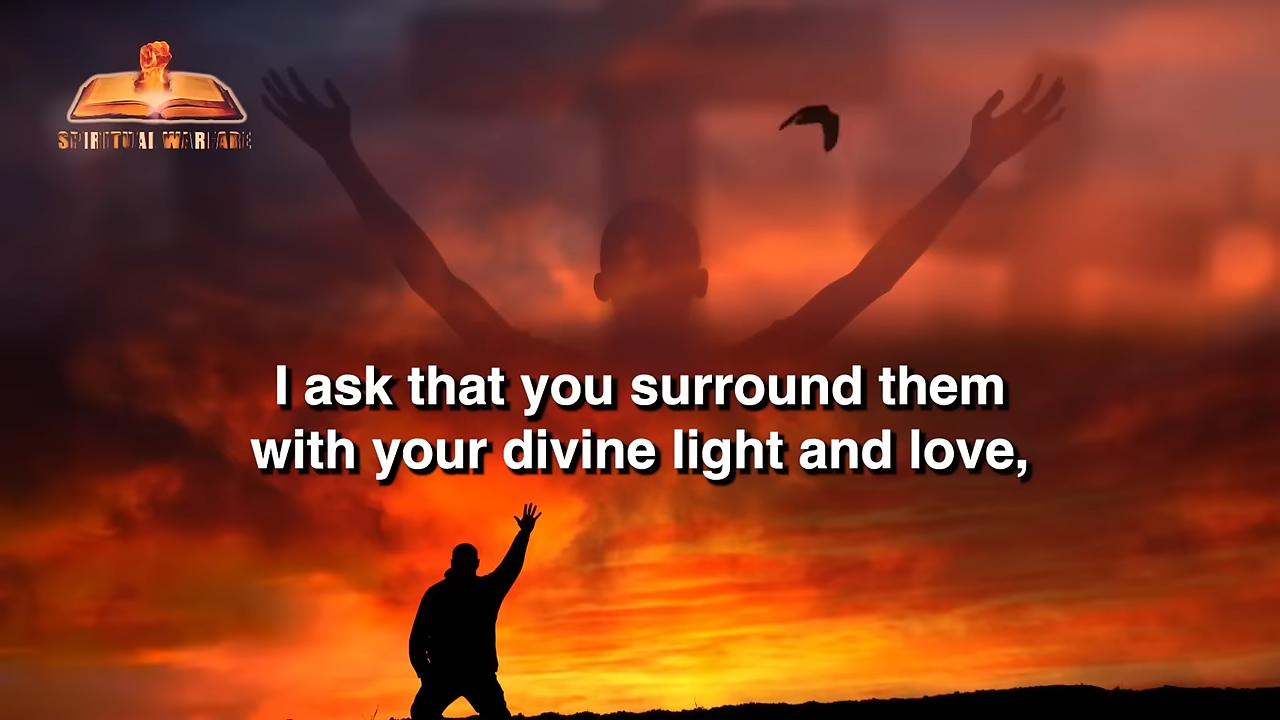 SPIRITUAL WARFARE
I ask that you surround them
with your divine light and love,